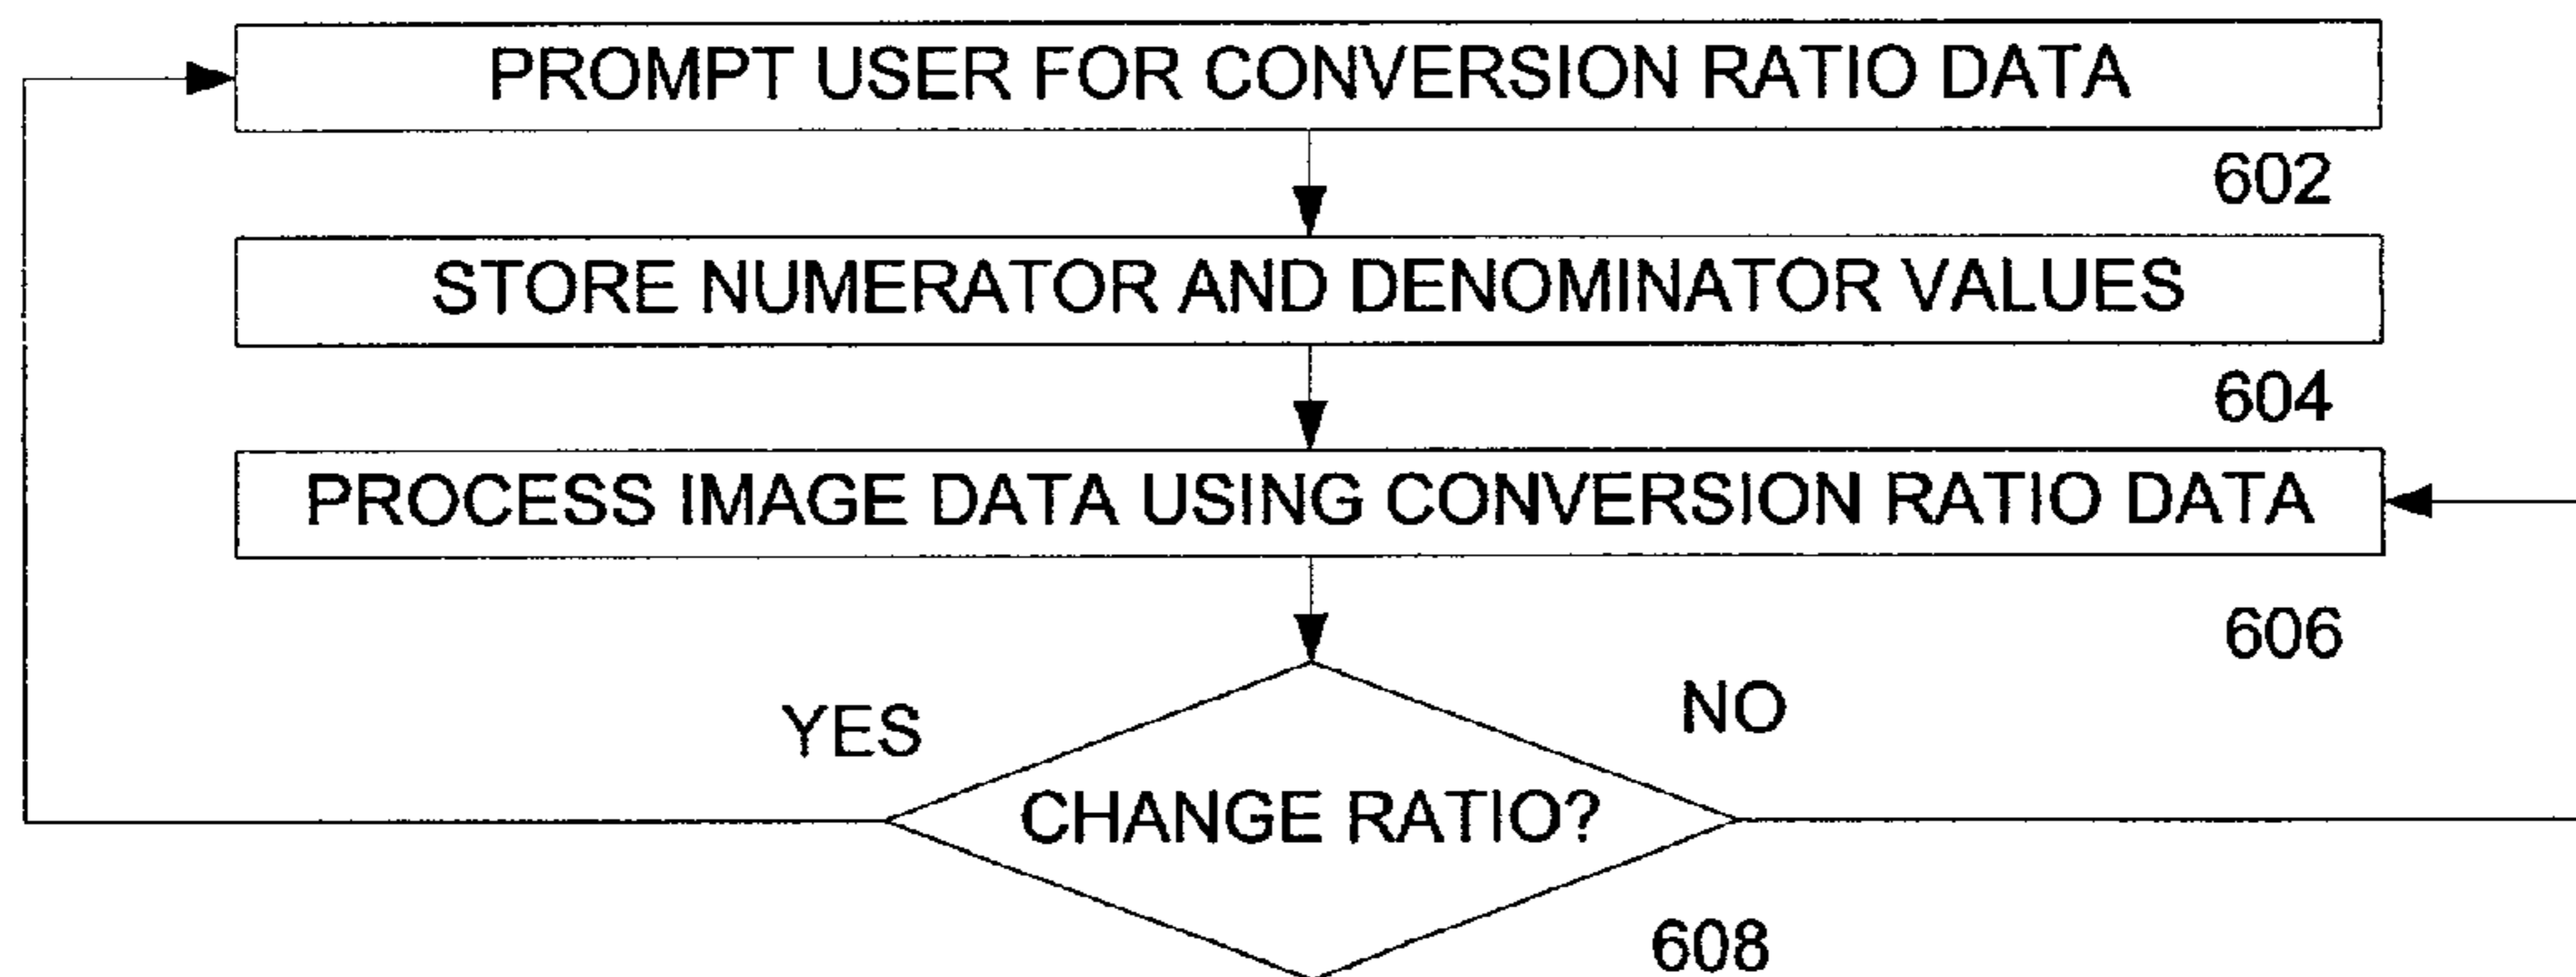 PROMPT USER FOR CONVERSION RATIO DATA
602
STORE NUMERATOR AND DENOMINATOR VALUES
604
PROCESS IMAGE DATA USING CONVERSION RATIO DATA
606
YES
NO
CHANGE RATIO?
608